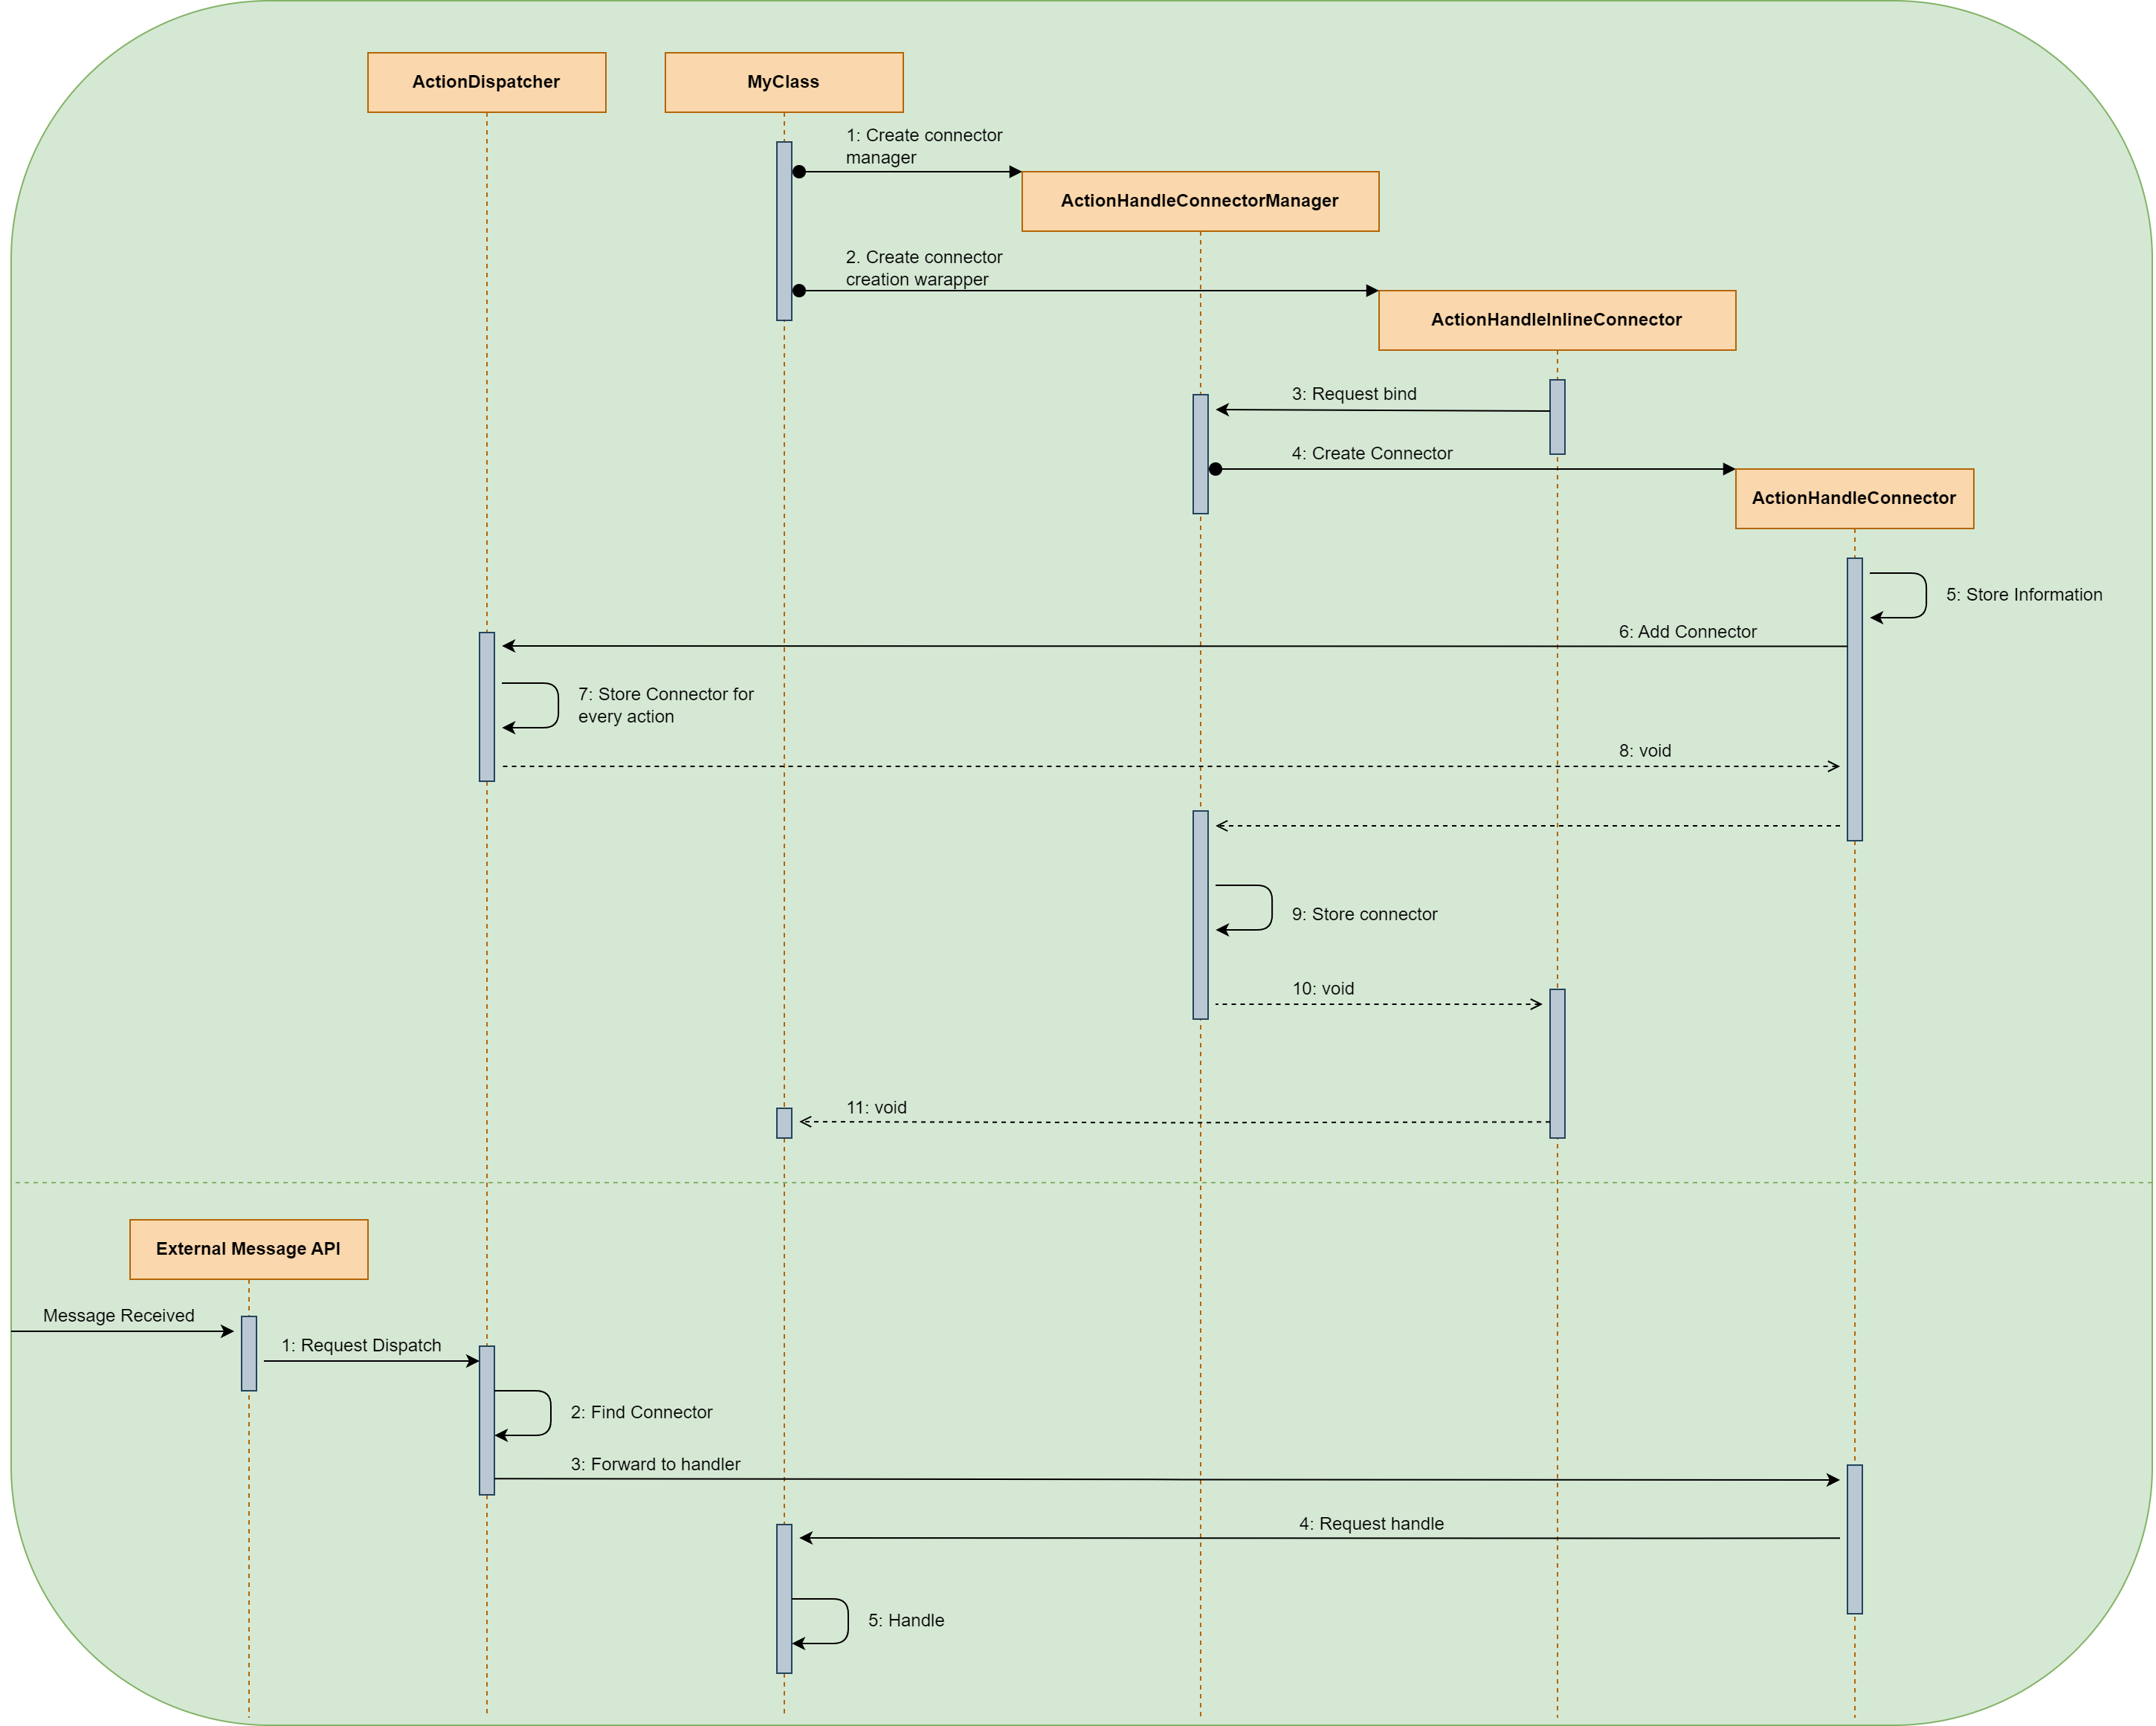 ActionDispatcher
MyClass
1: Create connector
manager
ActionHandleConnectorManager
2. Create connector
creation warapper
ActionHandleInlineConnector
3: Request bind
4: Create Connector
ActionHandleConnector
5: Store Information
6: Add Connector
7: Store Connector for
every action
8: void
9: Store connector
10: void
11: void
External Message API
Message Received
1: Request Dispatch
2: Find Connector
3: Forward to handler
4: Request handle
5: Handle